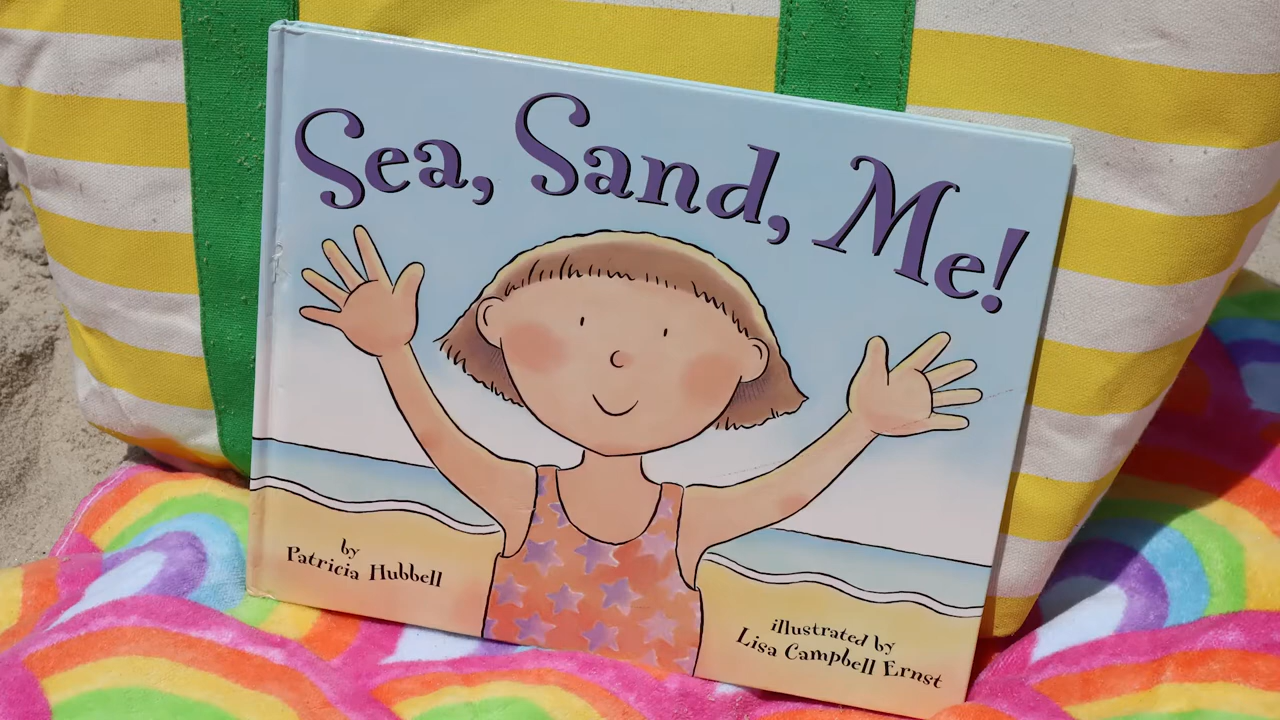 Sea, Sand, Me!
by
Patricia Hubbell
illustrated by
Lisa Campbell Ernst